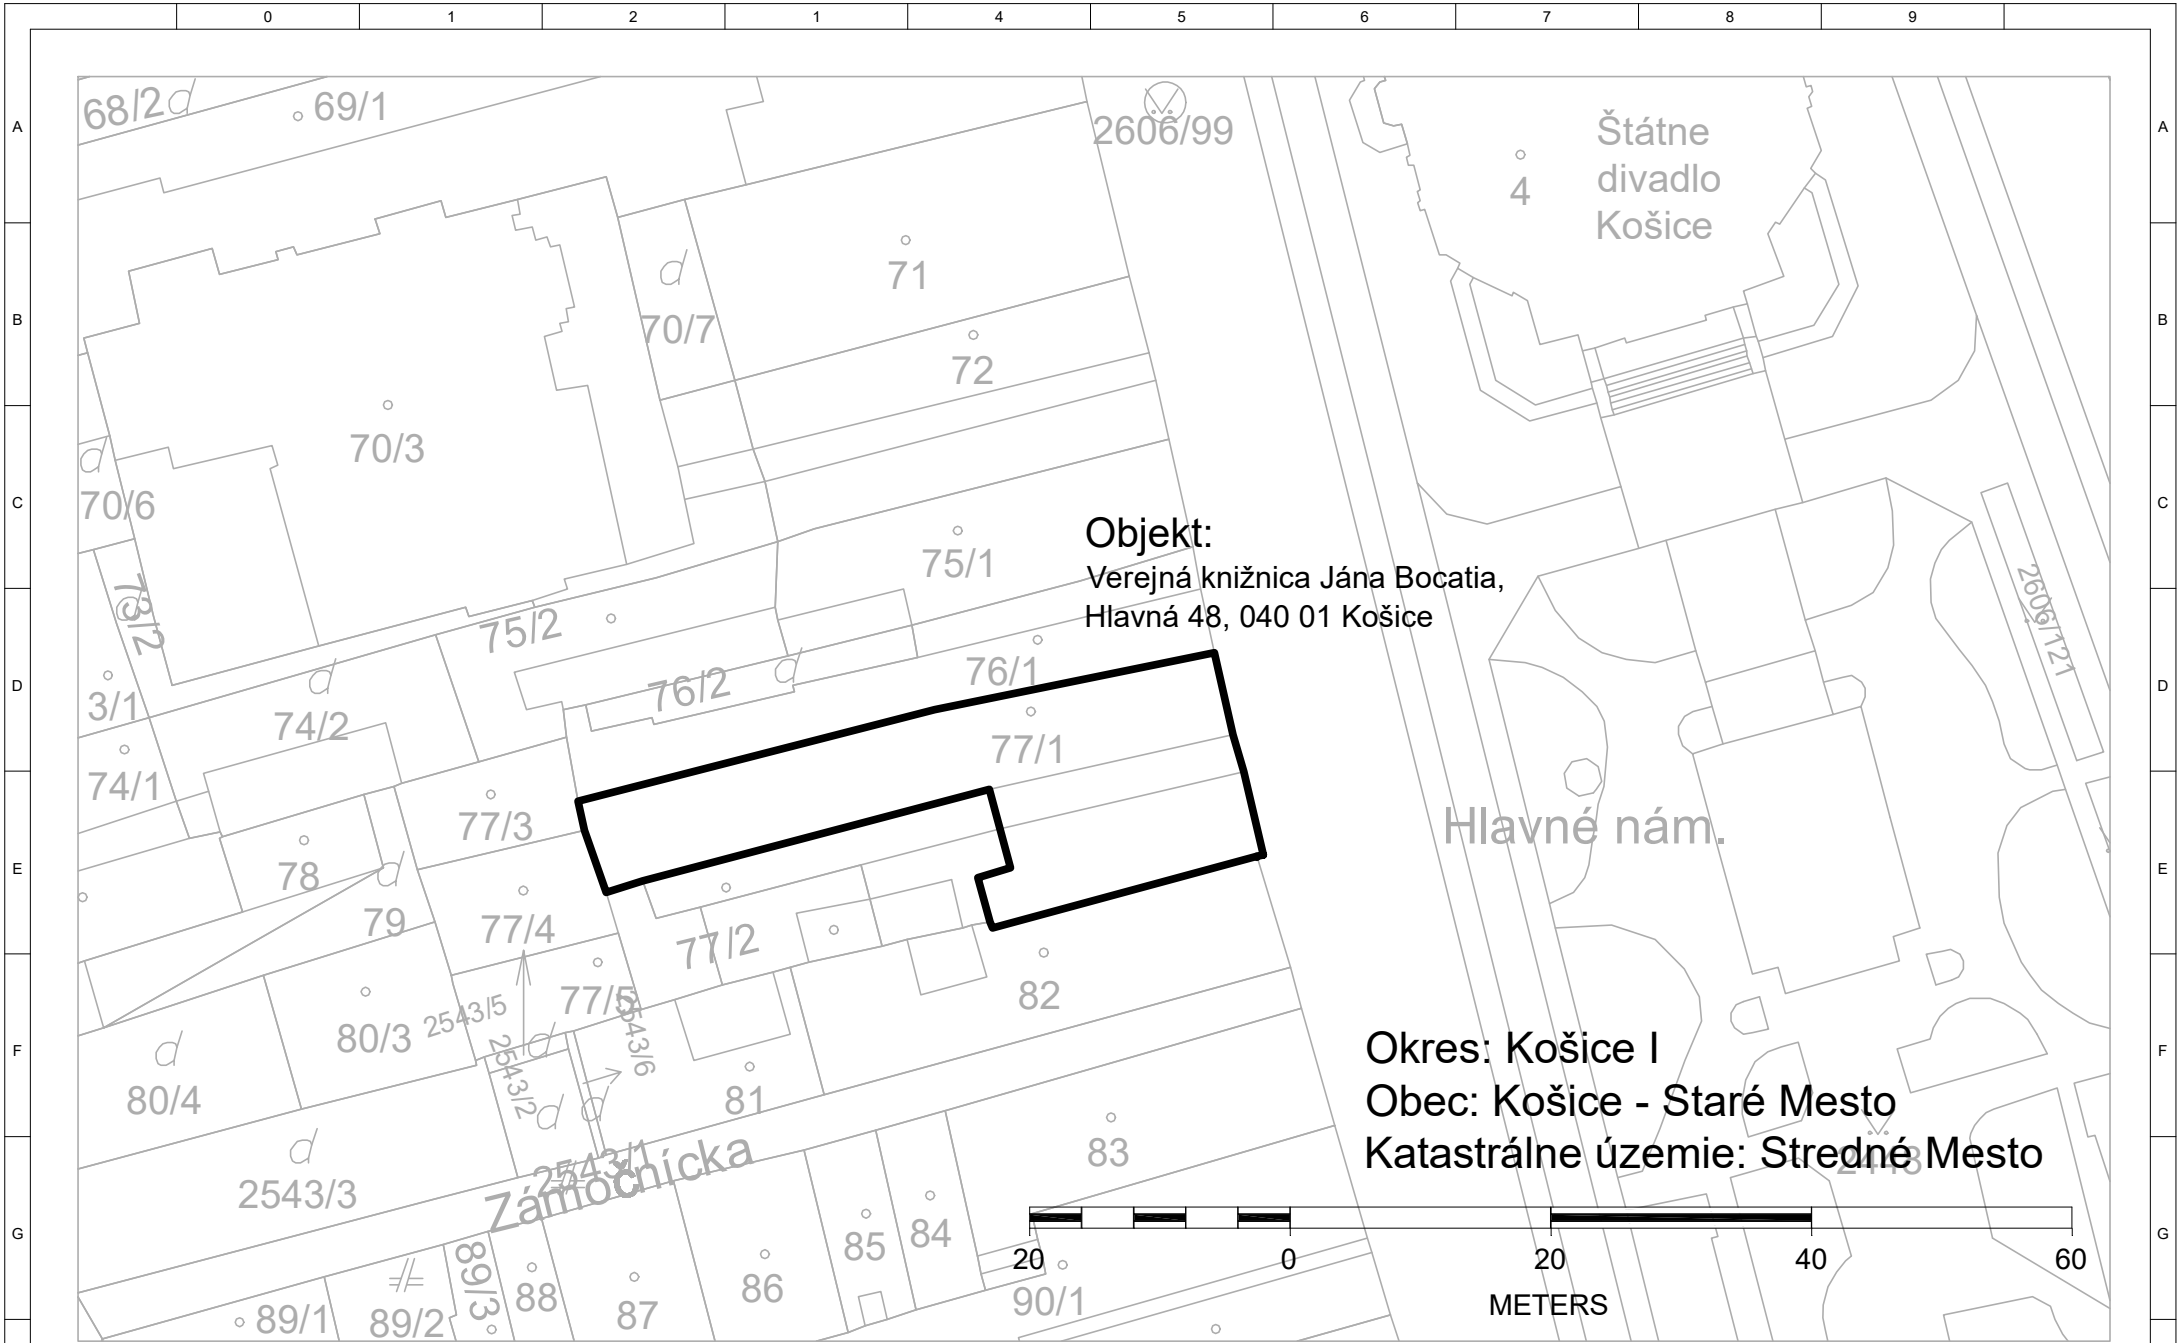 0 1 2 1 4 5 6 7 8 9
A A
68/2 69/1 2606/99
Štátne
divadlo
Košice
4
71
B B
70/7
72
70/3
C C
70/6
75/1
Objekt:
Verejná knižnica Jána Bocatia,
Hlavná 48, 040 01 Košice
73/2
75/2
2606/121
D D
76/1
76/2
3/1
74/2
77/1
74/1
77/3
Hlavné nám.
E E
78
79
77/4
77/2
82
77/5
2543/5
2543/6
80/3
2543/2
F F
Okres: Košice I
Obec: Košice - Staré Mesto
Katastrálne územie: Stredné Mesto
80/4
81
83
2448
2543/1
2543/3
Zámočnícka
G G
85 84
20 0 20 40 60
METERS
89/3
88
86
90/1
89/1 89/2
87